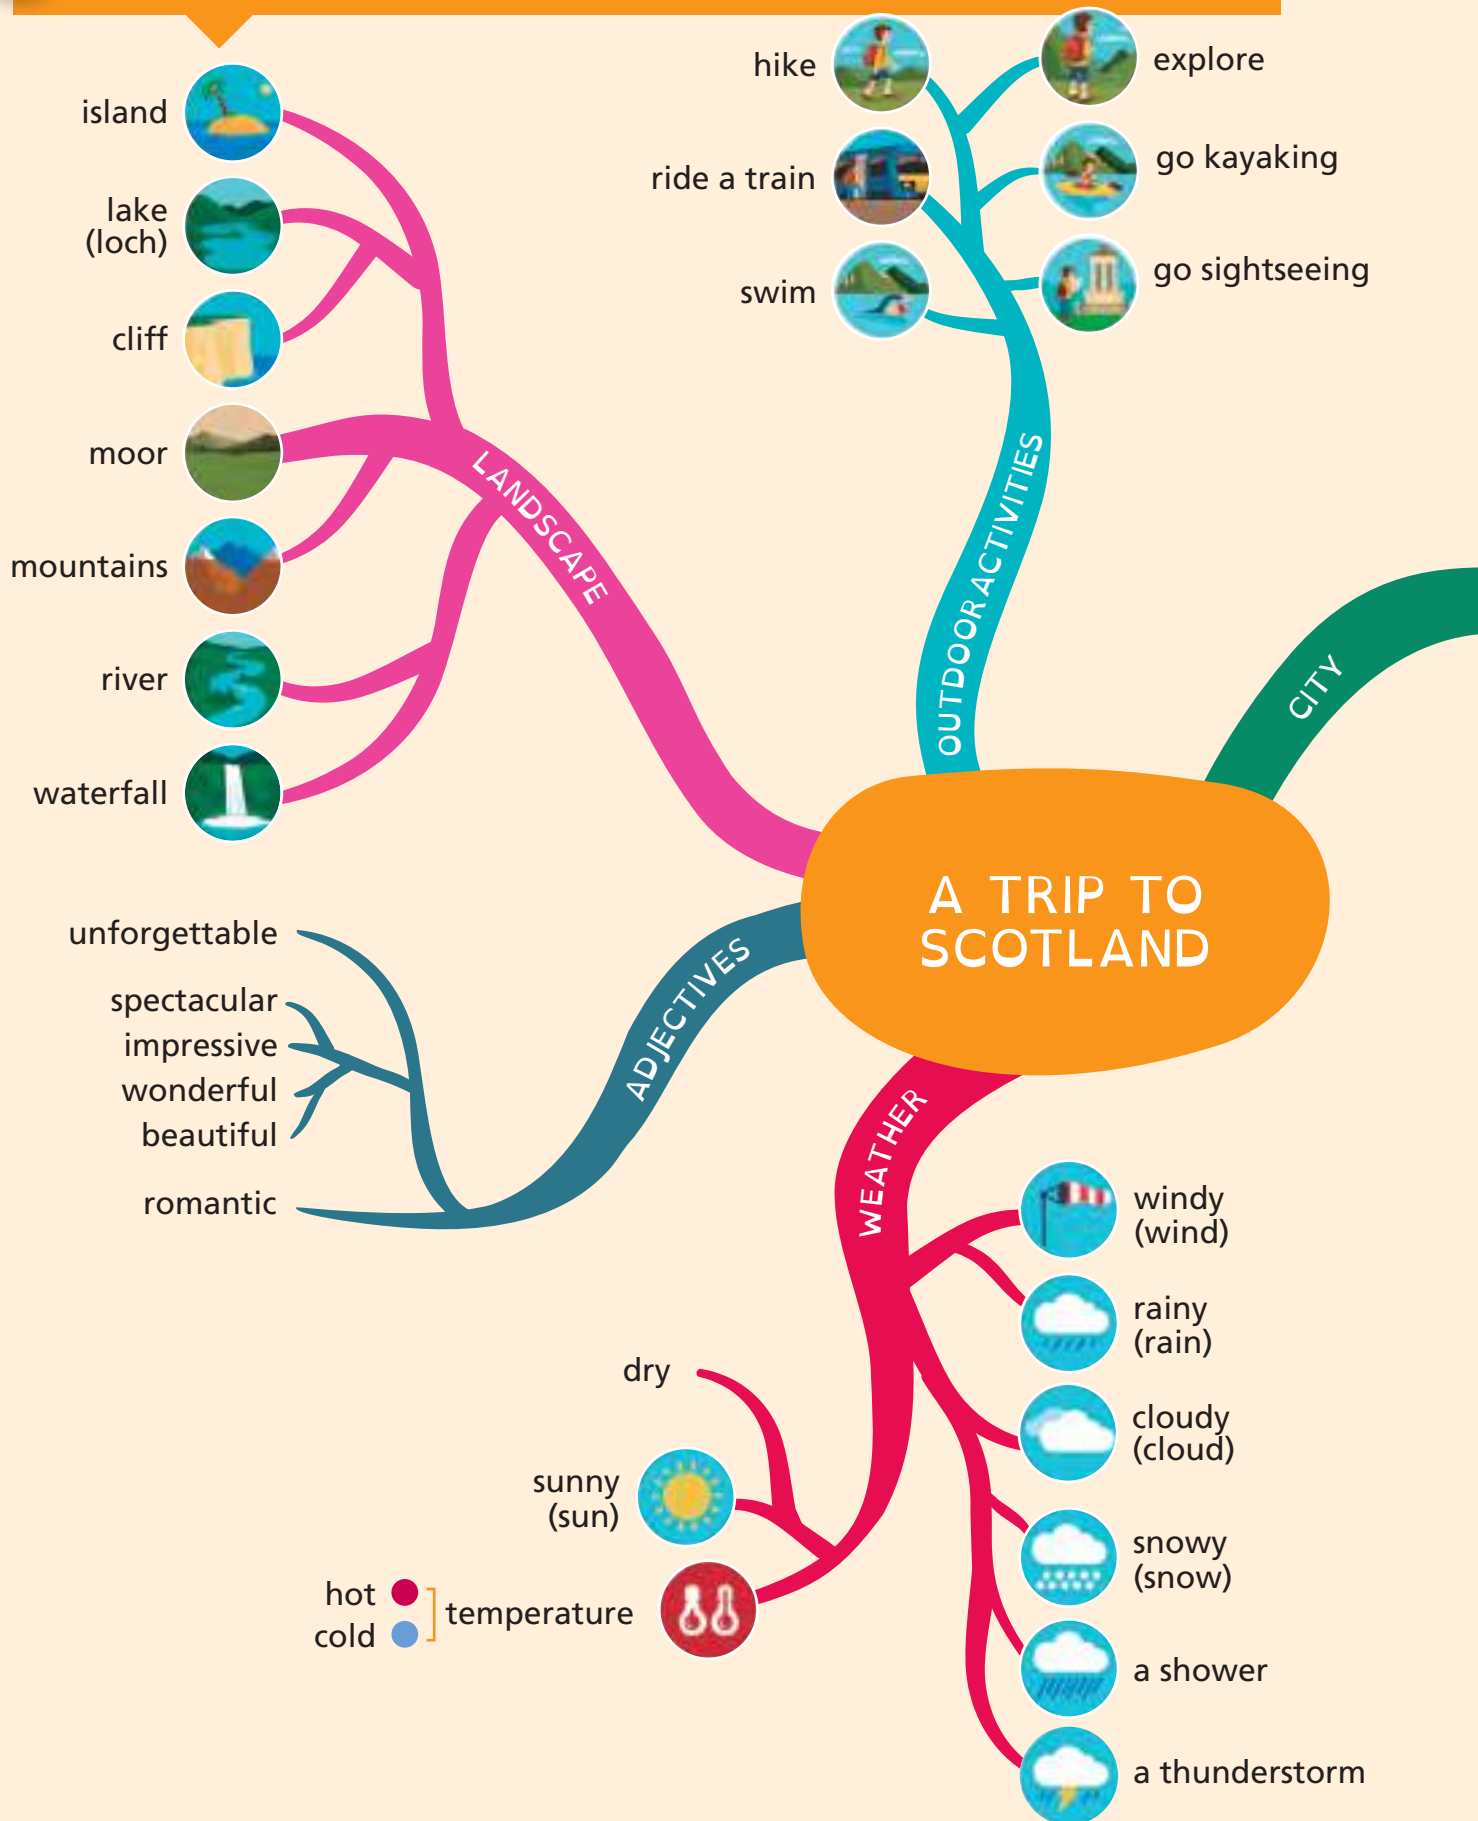 island
lake
(loch)
cliff
moor
mountains
river
waterfall
LANDSCAPE
hike
ride a train
swim
explore
go kayaking
go sightseeing
OUTDOOR ACTIVITIES
CITY
A TRIP TO
SCOTLAND
unforgettable
spectacular
impressive
wonderful
beautiful
romantic
ADJECTIVES
WEATHER
windy
(wind)
rainy
(rain)
cloudy
(cloud)
snowy
(snow)
a shower
a thunderstorm
dry
sunny
(sun)
hot
cold
temperature